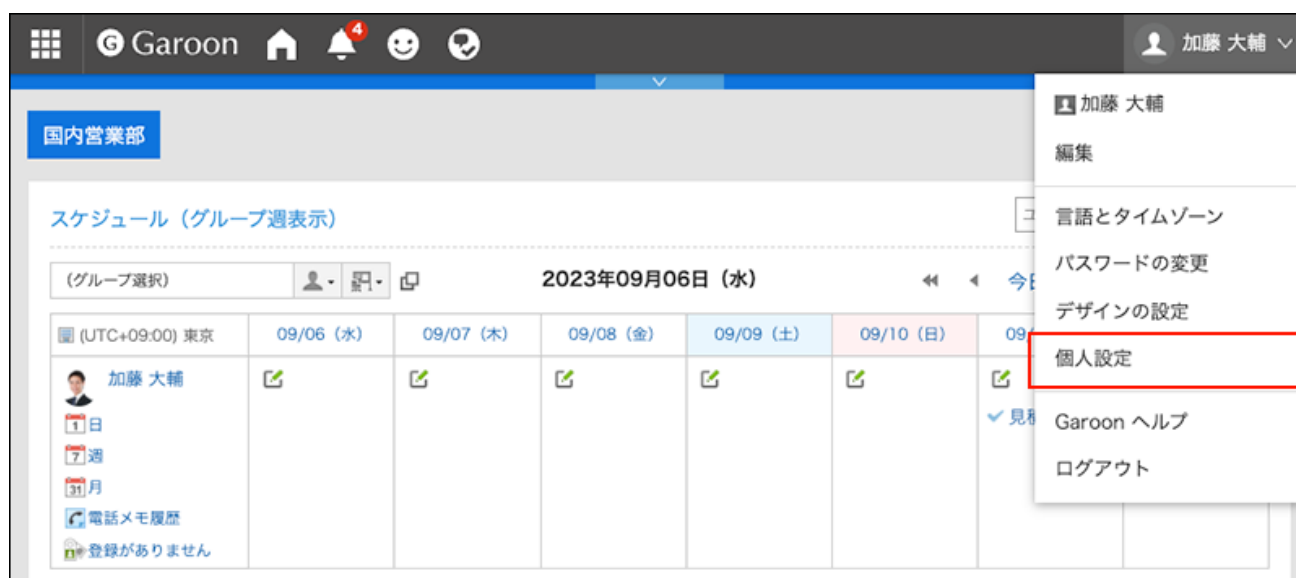 Garoon 4 加藤 大輔
加藤 大輔
編集
言語とタイムゾーン
パスワードの変更
デザインの設定
個人設定
Garoon ヘルプ
ログアウト
国内営業部
スケジュール（グループ週表示）
(グループ選択) 2023年09月06日（水）
(UTC+09:00) 東京 09/06（水） 09/07（木） 09/08（金） 09/09（土） 09/10（日）
加藤 大輔
1 日
7 週
31 月
電話メモ履歴
登録がありません